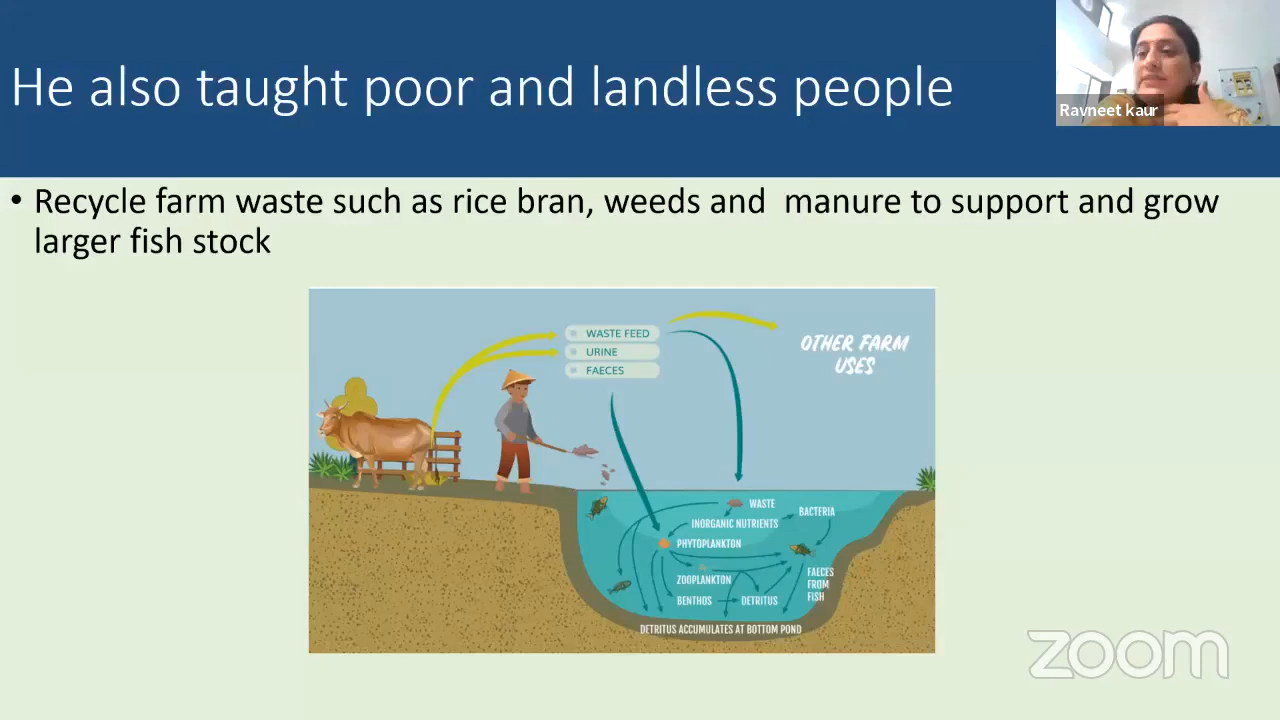 He also taught poor and landless people
Ravneet kaur
• Recycle farm waste such as rice bran, weeds and manure to support and grow
larger fish stock
WASTE FEED
URINE
FAECES
OTHER FARM
USES
WASTE
BACTERIA
INORGANIC NUTRIENTS
PHYTOPLANKTON
ZOOPLANKTON
FAECES
FROM
FISH
BENTHOS
DETRITUS
DETRITUS ACCUMULATES AT BOTTOM POND
zoom